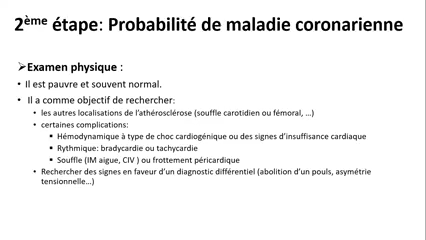 2ème étape: Probabilité de maladie coronarienne
➢Examen physique :
• Il est pauvre et souvent normal.
• Il a comme objectif de rechercher:
• les autres localisations de l'athérosclérose (souffle carotidien ou fémoral, …)
• certaines complications:
▪ Hémodynamique à type de choc cardiogénique ou des signes d'insuffisance cardiaque
▪ Rythmique: bradycardie ou tachycardie
▪ Souffle (IM aigue, CIV ) ou frottement péricardique
• Rechercher des signes en faveur d'un diagnostic différentiel (abolition d'un pouls, asymétrie
tensionnelle…)